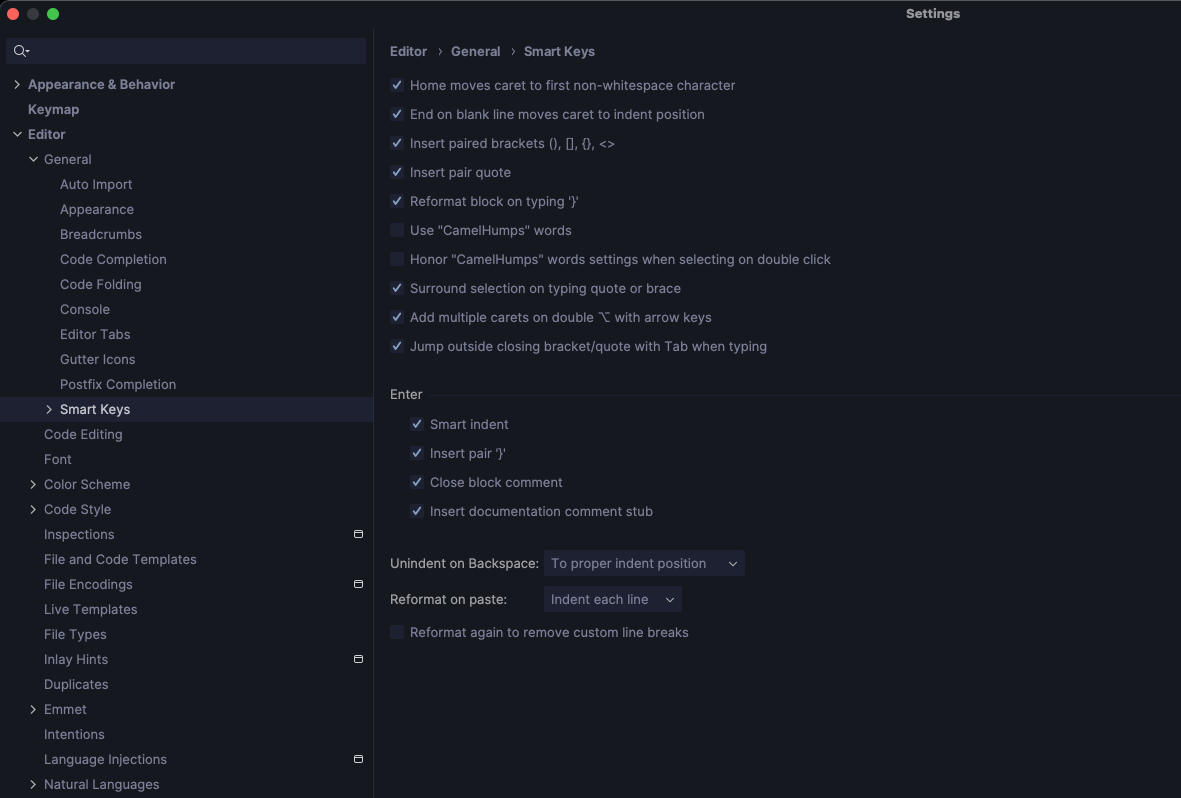 Settings
Appearance & Behavior
Keymap
Editor
General
Auto Import
Appearance
Breadcrumbs
Code Completion
Code Folding
Console
Editor Tabs
Gutter Icons
Postfix Completion
Smart Keys
Code Editing
Font
Color Scheme
Code Style
Inspections
File and Code Templates
File Encodings
Live Templates
File Types
Inlay Hints
Duplicates
Emmet
Intentions
Language Injections
Natural Languages
Editor › General › Smart Keys
Home moves caret to first non-whitespace character
End on blank line moves caret to indent position
Insert paired brackets (), [], {}, <>
Insert pair quote
Reformat block on typing '}'
Use "CamelHumps" words
Honor "CamelHumps" words settings when selecting on double click
Surround selection on typing quote or brace
Add multiple carets on double ⌥ with arrow keys
Jump outside closing bracket/quote with Tab when typing
Enter
Smart indent
Insert pair '}'
Close block comment
Insert documentation comment stub
Unindent on Backspace: To proper indent position
Reformat on paste: Indent each line
Reformat again to remove custom line breaks